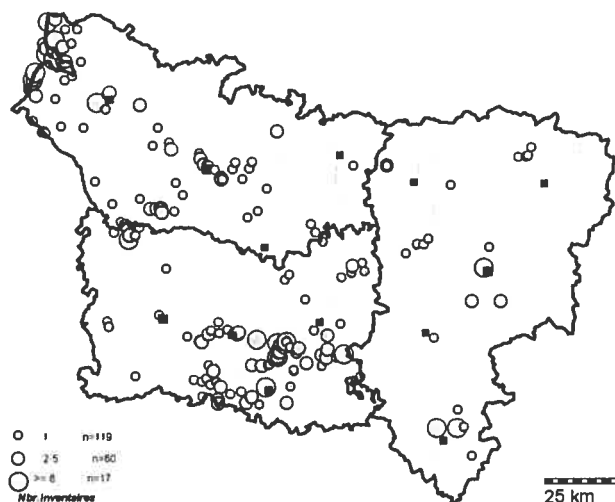 1 n=119
2-5 n=60
>= 6 n=17
Nbr Inventaires
25 km